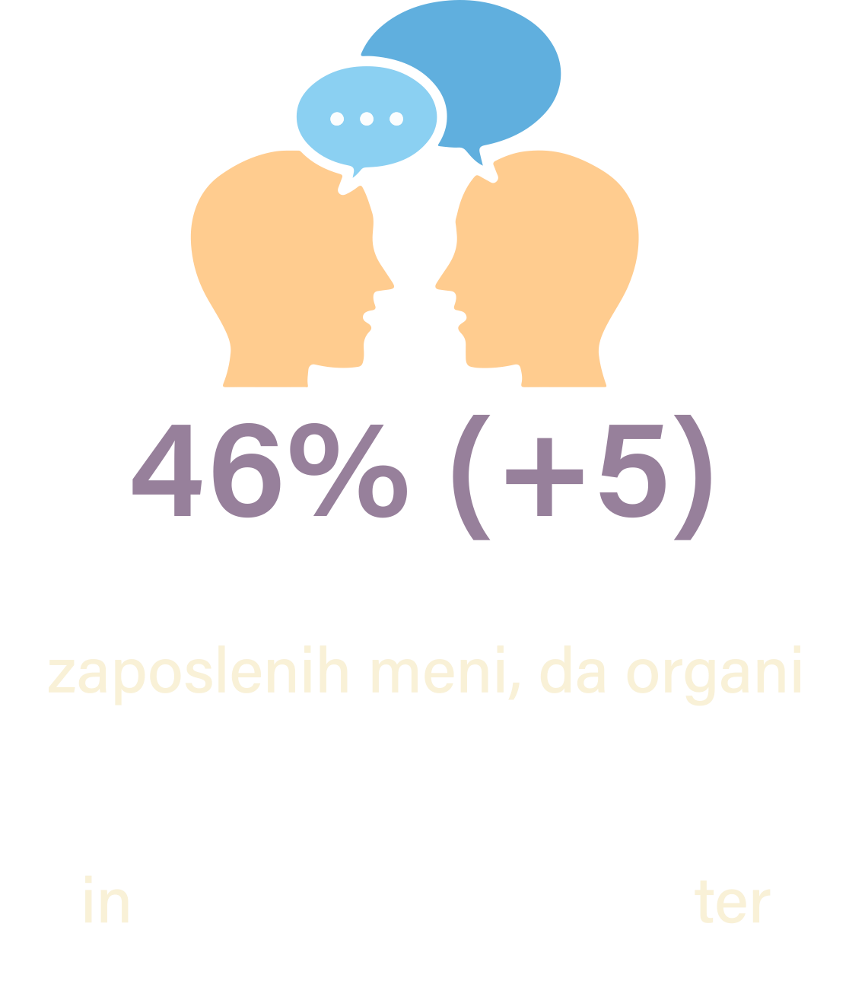 46% (+5)
zaposlenih meni, da organi
in ter